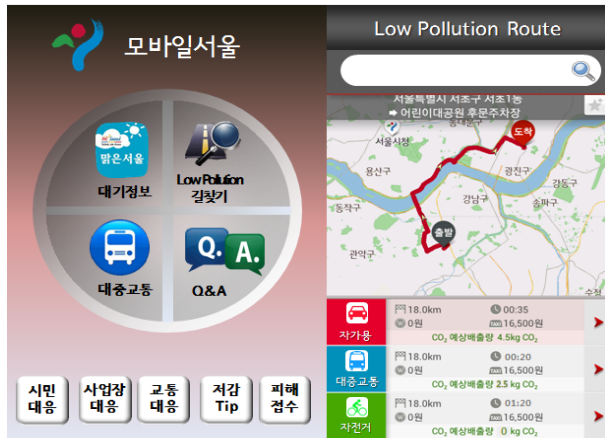 모바일서울
맑은서울
대기정보
Low Pollution
길찾기
대중교통
Q. A.
Q&A
시민
대응
사업장
대응
교통
대응
저감
Tip
피해
접수
Low Pollution Route
서울특별시 서초구 서초1동
➡ 어린이대공원 후문주차장
서울시청
도착
용산구
광진구
강동구
동작구
강남구
송파구
출발
관악구
수정
18.0km 00:35
0원 TAXI 16,500원
자가용
CO₂ 예상배출량 4.5kg CO₂
18.0km 00:20
0원 TAXI 16,500원
대중교통
CO₂ 예상배출량 2.5 kg CO₂
18.0km 01:20
0원 TAXI 16,500원
자전거
CO₂ 예상배출량 0 kg CO₂